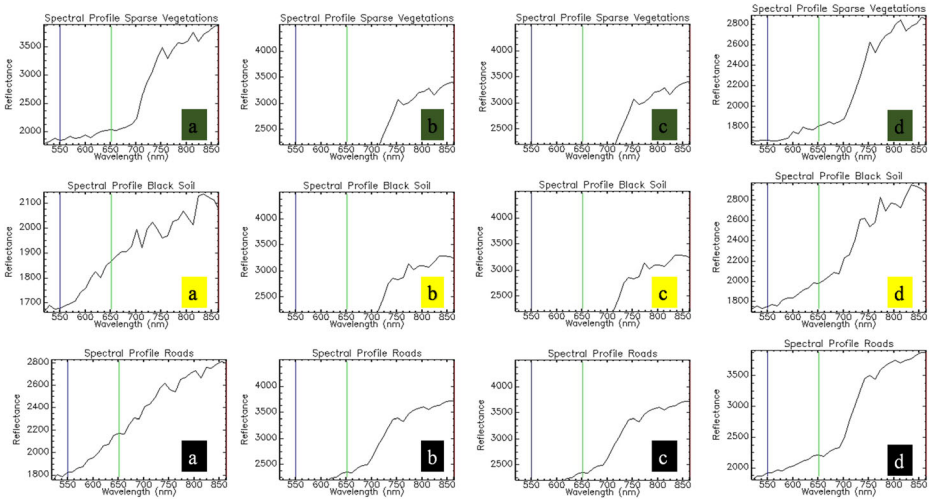 Spectral Profile Sparse Vegetations
Reflectance
3500
3000
2500
2000
550 600 650 700 750 800 850
Wavelength (nm)
a
Spectral Profile Sparse Vegetations
Reflectance
4000
3500
3000
2500
550 600 650 700 750 800 850
Wavelength (nm)
b
Spectral Profile Sparse Vegetations
Reflectance
4000
3500
3000
2500
550 600 650 700 750 800 850
Wavelength (nm)
c
Spectral Profile Sparse Vegetations
Reflectance
2800
2600
2400
2200
2000
1800
550 600 650 700 750 800 850
Wavelength (nm)
d
Spectral Profile Black Soil
Reflectance
2100
2000
1900
1800
1700
550 600 650 700 750 800 850
Wavelength (nm)
a
Spectral Profile Black Soil
Reflectance
4000
3500
3000
2500
550 600 650 700 750 800 850
Wavelength (nm)
b
Spectral Profile Black Soil
Reflectance
4000
3500
3000
2500
550 600 650 700 750 800 850
Wavelength (nm)
c
Spectral Profile Black Soil
Reflectance
2800
2600
2400
2200
2000
1800
550 600 650 700 750 800 850
Wavelength (nm)
d
Spectral Profile Roads
Reflectance
2800
2600
2400
2200
2000
1800
550 600 650 700 750 800 850
Wavelength (nm)
a
Spectral Profile Roads
Reflectance
4000
3500
3000
2500
550 600 650 700 750 800 850
Wavelength (nm)
b
Spectral Profile Roads
Reflectance
4000
3500
3000
2500
550 600 650 700 750 800 850
Wavelength (nm)
c
Spectral Profile Roads
Reflectance
3500
3000
2500
2000
550 600 650 700 750 800 850
Wavelength (nm)
d